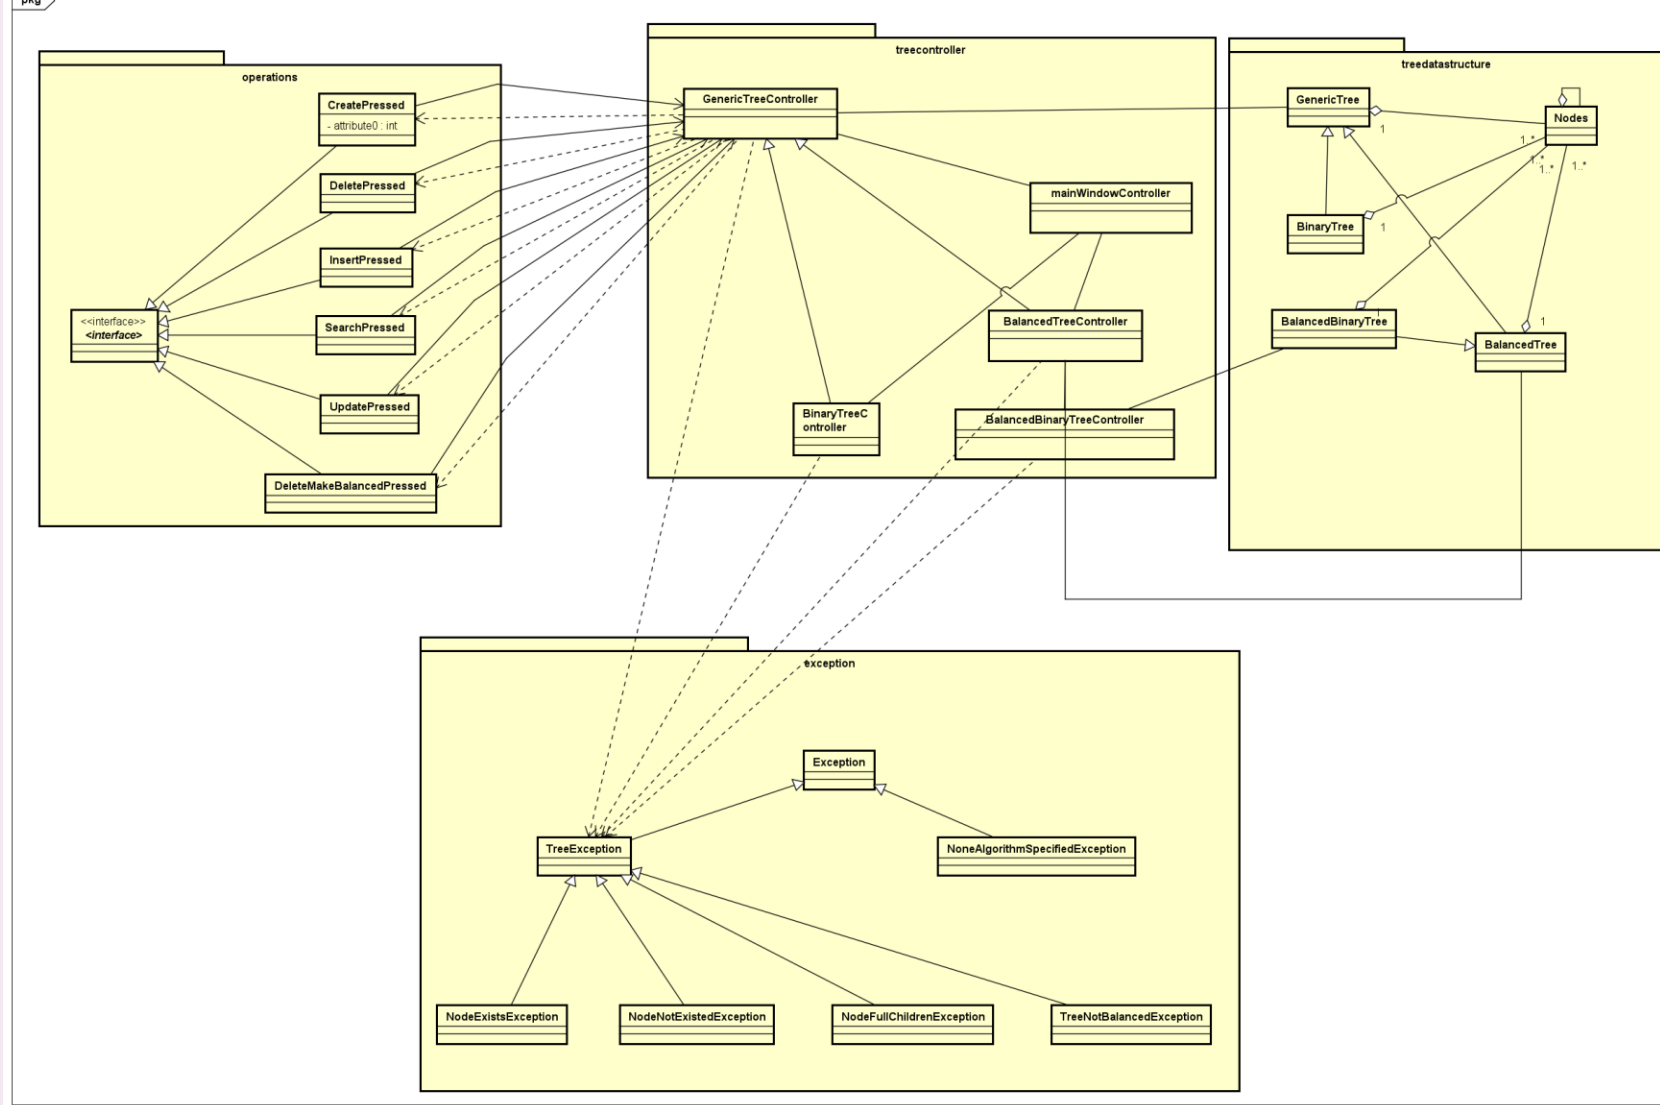 pkg
operations
CreatePressed
- attribute0 : int
DeletePressed
InsertPressed
<<interface>>
<interface>
SearchPressed
UpdatePressed
DeleteMakeBalancedPressed
treecontroller
GenericTreeController
mainWindowController
BalancedTreeController
BinaryTreeC
ontroller
BalancedBinaryTreeController
treedatastructure
GenericTree
1
Nodes
1..*
1..*
1..*
1..*
BinaryTree
1
BalancedBinaryTree
1
BalancedTree
1
exception
Exception
TreeException
NoneAlgorithmSpecifiedException
NodeExistsException
NodeNotExistedException
NodeFullChildrenException
TreeNotBalancedException